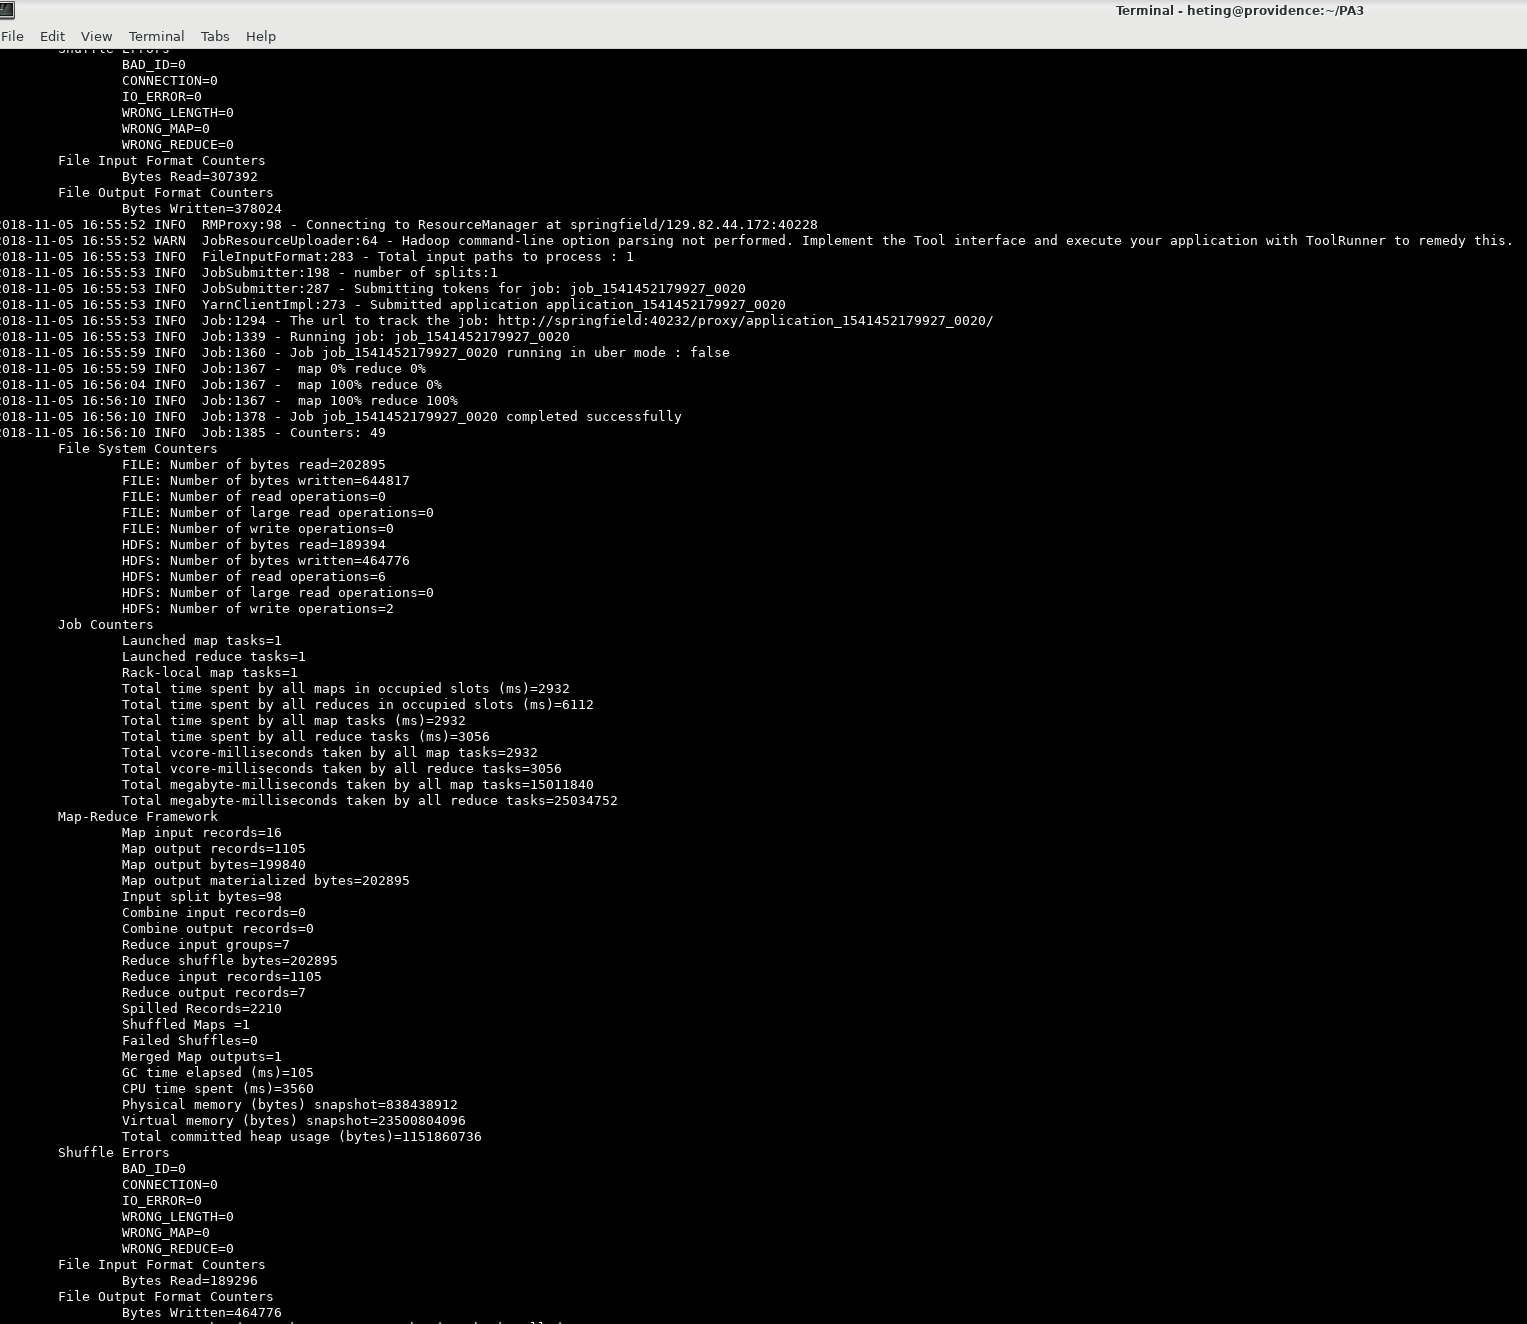 Terminal - heting@providence:~/PA3
File Edit View Terminal Tabs Help
Shuffle Errors
BAD_ID=0
CONNECTION=0
IO_ERROR=0
WRONG_LENGTH=0
WRONG_MAP=0
WRONG_REDUCE=0
File Input Format Counters
Bytes Read=307392
File Output Format Counters
Bytes Written=378024
2018-11-05 16:55:52 INFO  RMProxy:98 - Connecting to ResourceManager at springfield/129.82.44.172:40228
2018-11-05 16:55:52 WARN  JobResourceUploader:64 - Hadoop command-line option parsing not performed. Implement the Tool interface and execute your application with ToolRunner to remedy this.
2018-11-05 16:55:53 INFO  FileInputFormat:283 - Total input paths to process : 1
2018-11-05 16:55:53 INFO  JobSubmitter:198 - number of splits:1
2018-11-05 16:55:53 INFO  JobSubmitter:287 - Submitting tokens for job: job_1541452179927_0020
2018-11-05 16:55:53 INFO  YarnClientImpl:273 - Submitted application application_1541452179927_0020
2018-11-05 16:55:53 INFO  Job:1294 - The url to track the job: http://springfield:40232/proxy/application_1541452179927_0020/
2018-11-05 16:55:53 INFO  Job:1339 - Running job: job_1541452179927_0020
2018-11-05 16:55:59 INFO  Job:1360 - Job job_1541452179927_0020 running in uber mode : false
2018-11-05 16:55:59 INFO  Job:1367 -  map 0% reduce 0%
2018-11-05 16:56:04 INFO  Job:1367 -  map 100% reduce 0%
2018-11-05 16:56:10 INFO  Job:1367 -  map 100% reduce 100%
2018-11-05 16:56:10 INFO  Job:1378 - Job job_1541452179927_0020 completed successfully
2018-11-05 16:56:10 INFO  Job:1385 - Counters: 49
File System Counters
FILE: Number of bytes read=202895
FILE: Number of bytes written=644817
FILE: Number of read operations=0
FILE: Number of large read operations=0
FILE: Number of write operations=0
HDFS: Number of bytes read=189394
HDFS: Number of bytes written=464776
HDFS: Number of read operations=6
HDFS: Number of large read operations=0
HDFS: Number of write operations=2
Job Counters
Launched map tasks=1
Launched reduce tasks=1
Rack-local map tasks=1
Total time spent by all maps in occupied slots (ms)=2932
Total time spent by all reduces in occupied slots (ms)=6112
Total time spent by all map tasks (ms)=2932
Total time spent by all reduce tasks (ms)=3056
Total vcore-milliseconds taken by all map tasks=2932
Total vcore-milliseconds taken by all reduce tasks=3056
Total megabyte-milliseconds taken by all map tasks=15011840
Total megabyte-milliseconds taken by all reduce tasks=25034752
Map-Reduce Framework
Map input records=16
Map output records=1105
Map output bytes=199840
Map output materialized bytes=202895
Input split bytes=98
Combine input records=0
Combine output records=0
Reduce input groups=7
Reduce shuffle bytes=202895
Reduce input records=1105
Reduce output records=7
Spilled Records=2210
Shuffled Maps =1
Failed Shuffles=0
Merged Map outputs=1
GC time elapsed (ms)=105
CPU time spent (ms)=3560
Physical memory (bytes) snapshot=838438912
Virtual memory (bytes) snapshot=23500804096
Total committed heap usage (bytes)=1151860736
Shuffle Errors
BAD_ID=0
CONNECTION=0
IO_ERROR=0
WRONG_LENGTH=0
WRONG_MAP=0
WRONG_REDUCE=0
File Input Format Counters
Bytes Read=189296
File Output Format Counters
Bytes Written=464776